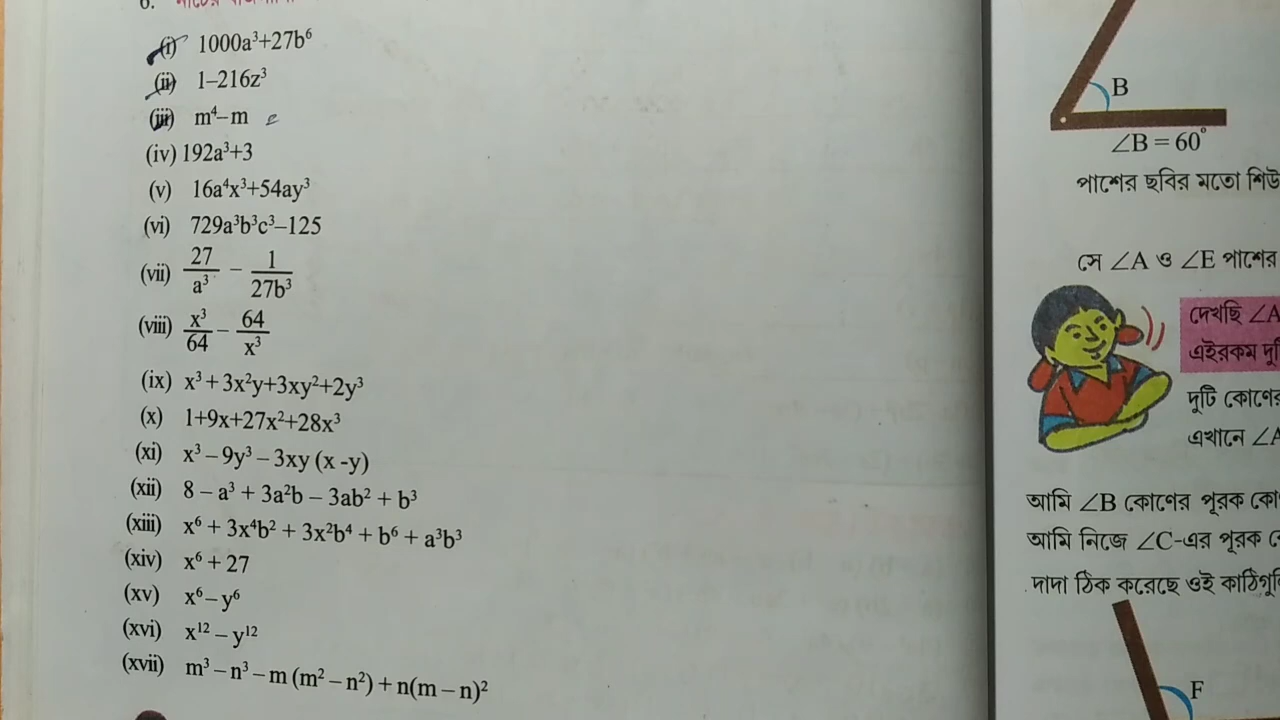 6.
(i) 1000a³+27b⁶
(ii) 1–216z³
(iii) m⁴–m
(iv) 192a³+3
(v) 16a⁴x³+54ay³
(vi) 729a³b³c³–125
(vii) 27/a³ – 1/27b³
(viii) x³/64 – 64/x³
(ix) x³+3x²y+3xy²+2y³
(x) 1+9x+27x²+28x³
(xi) x³–9y³–3xy (x -y)
(xii) 8 – a³ + 3a²b – 3ab² + b³
(xiii) x⁶ + 3x⁴b² + 3x²b⁴ + b⁶ + a³b³
(xiv) x⁶ + 27
(xv) x⁶–y⁶
(xvi) x¹² – y¹²
(xvii) m³ – n³ – m (m² – n²) + n(m – n)²
B
∠B = 60°
পাশের ছবির মতো শিউ
সে ∠A ও ∠E পাশের
দেখছি ∠A
এইরকম দু
দুটি কোণের
এখানে ∠A
আমি ∠B কোণের পূরক কো
আমি নিজে ∠C-এর পূরক
দাদা ঠিক করেছে ওই কাঠিগু
F